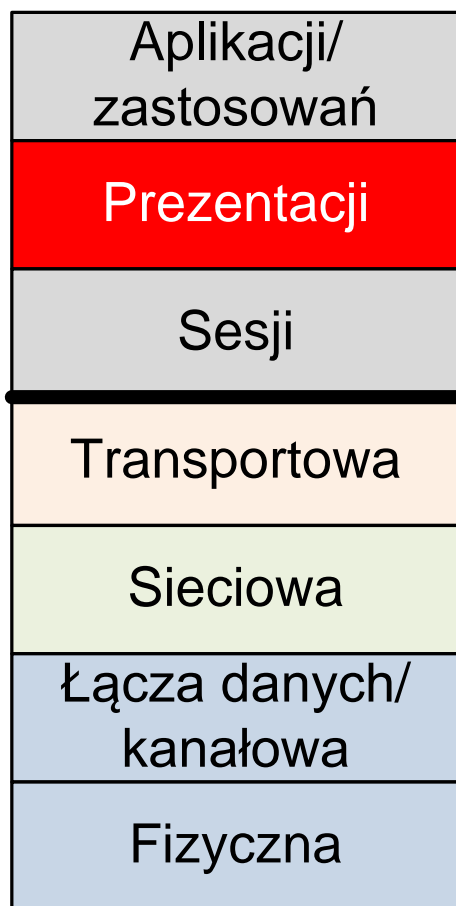 Aplikacji/
zastosowań
Prezentacji
Sesji
Transportowa
Sieciowa
Łącza danych/
kanałowa
Fizyczna